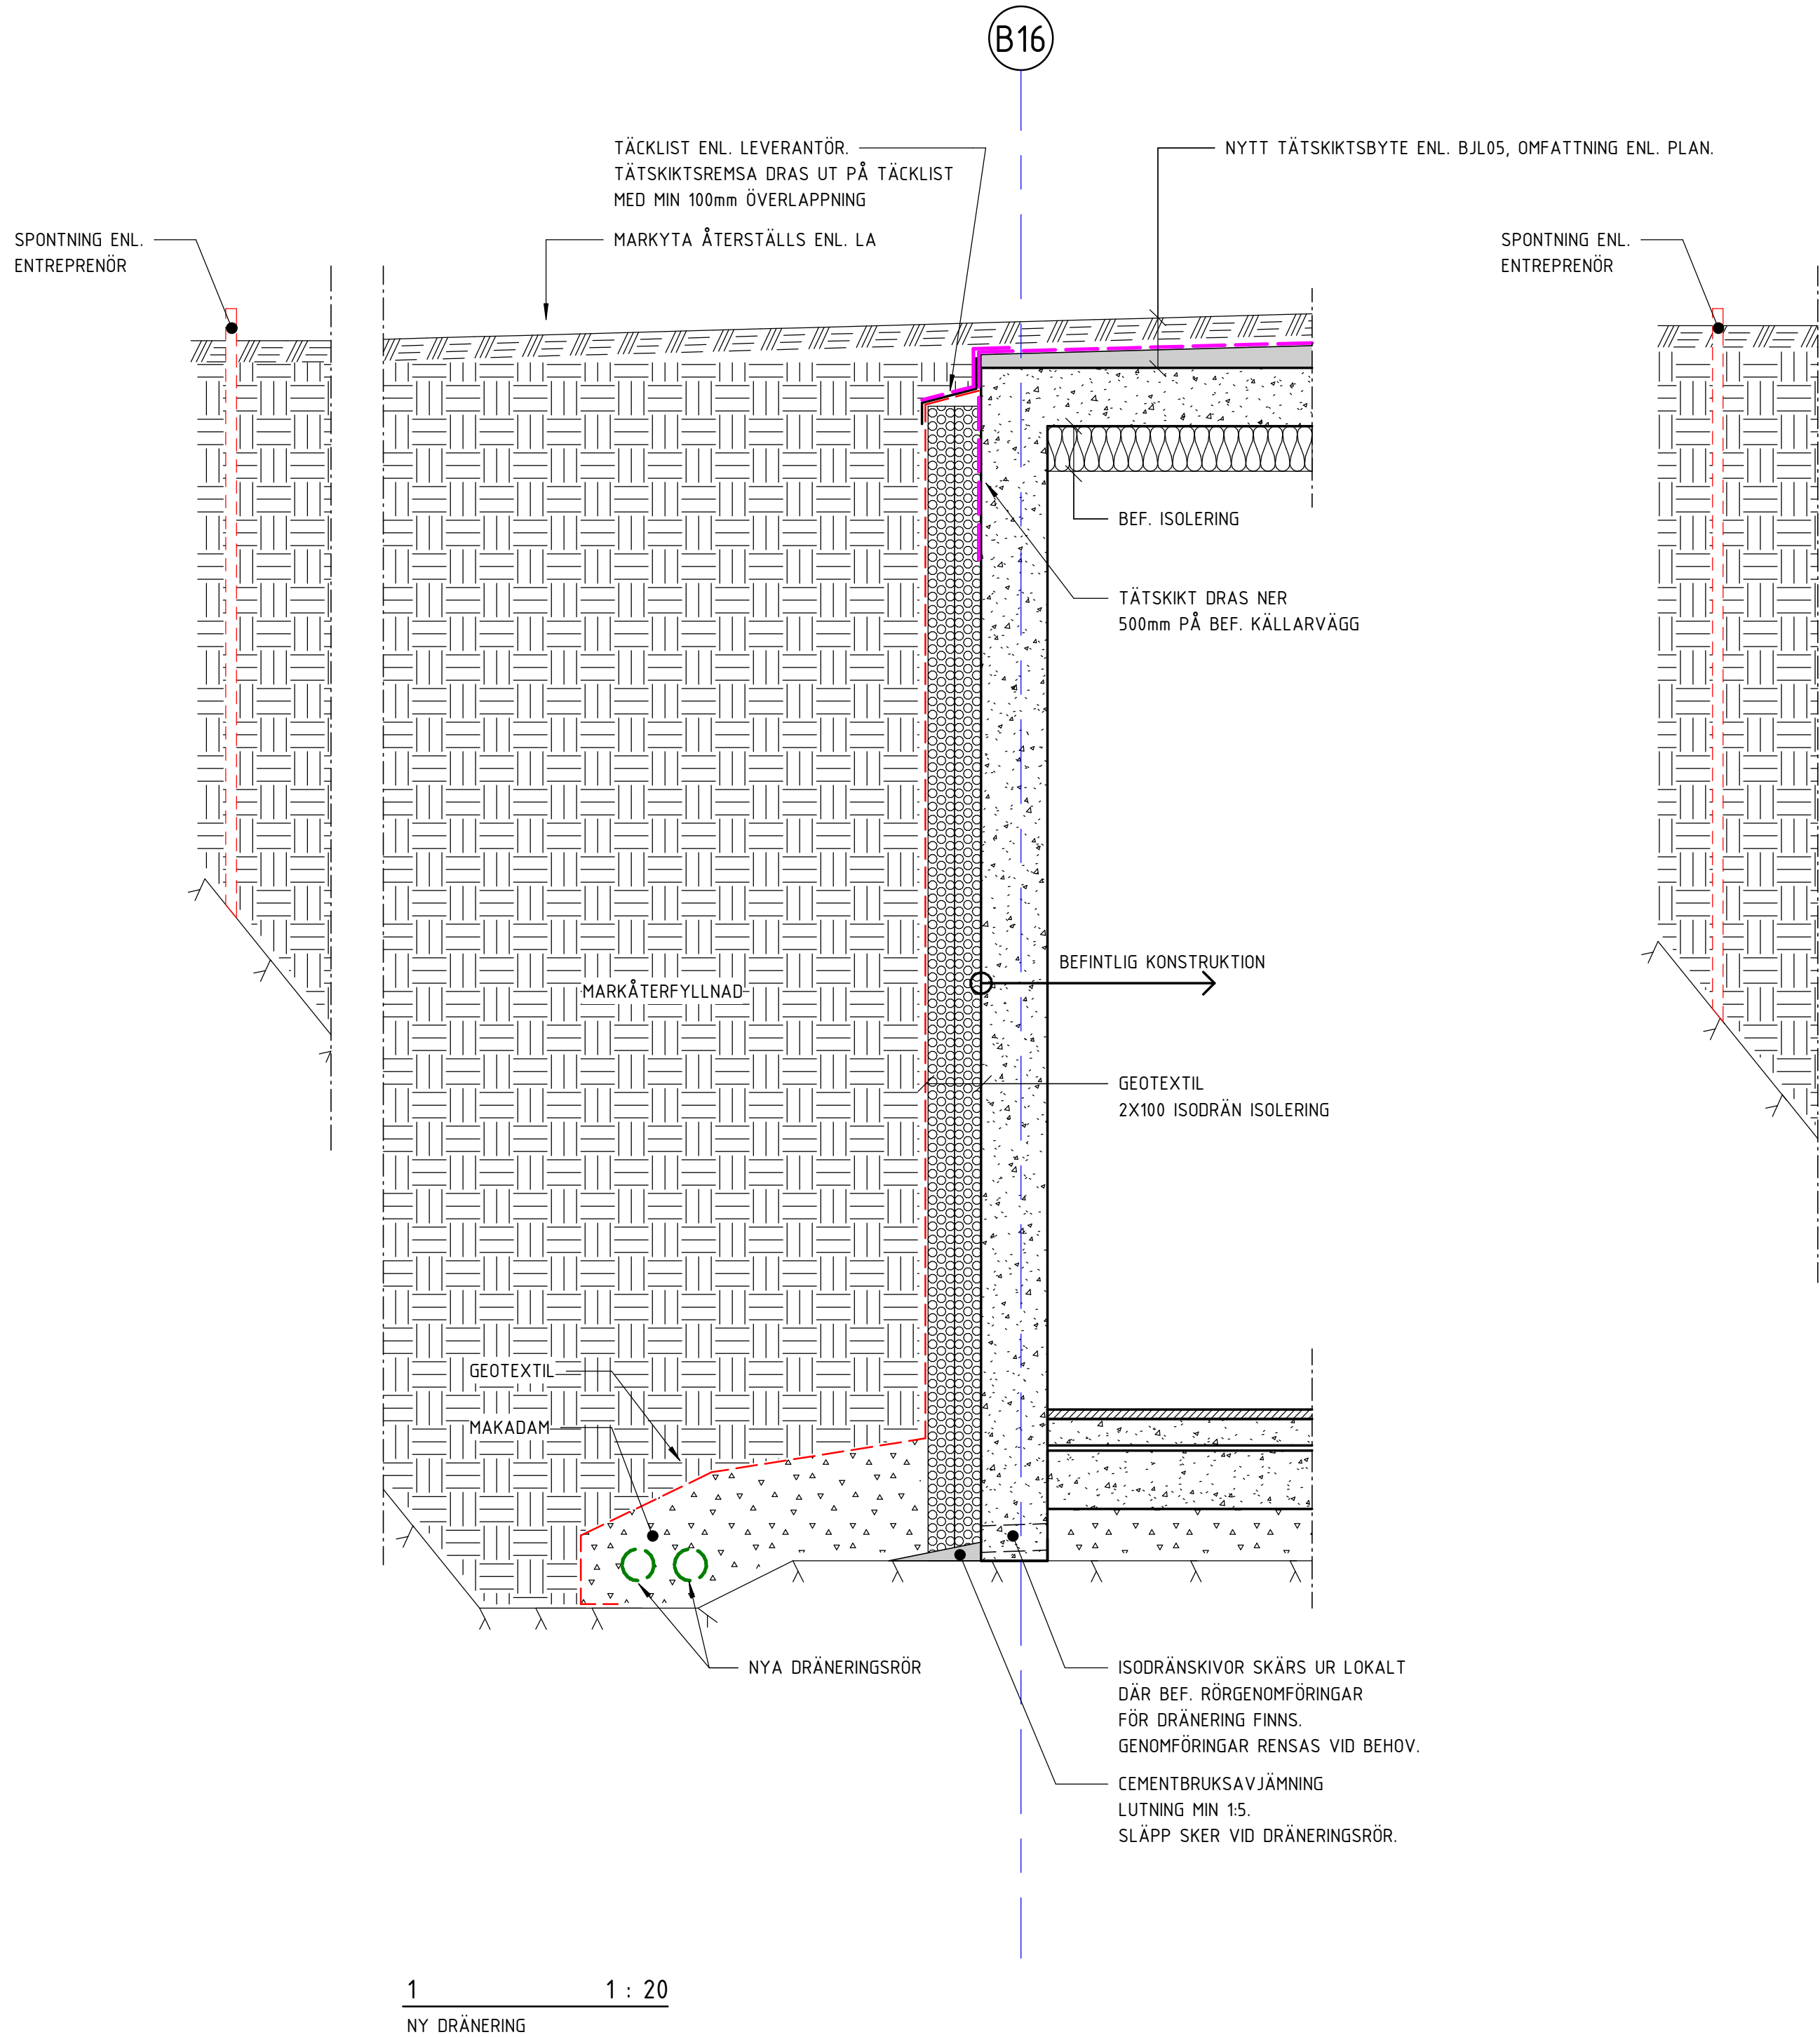 B16
TÄCKLIST ENL. LEVERANTÖR.
TÄTSKIKTSREMSA DRAS UT PÅ TÄCKLIST
MED MIN 100mm ÖVERLAPPNING
NYTT TÄTSKIKTSBYTE ENL. BJL05, OMFATTNING ENL. PLAN.
SPONTNING ENL.
ENTREPRENÖR
MARKYTA ÅTERSTÄLLS ENL. LA
SPONTNING ENL.
ENTREPRENÖR
BEF. ISOLERING
TÄTSKIKT DRAS NER
500mm PÅ BEF. KÄLLARVÄGG
BEFINTLIG KONSTRUKTION
MARKÅTERFYLLNAD
GEOTEXTIL
2X100 ISODRÄN ISOLERING
GEOTEXTIL
MAKADAM
NYA DRÄNERINGSRÖR
ISODRÄNSKIVOR SKÄRS UR LOKALT
DÄR BEF. RÖRGENOMFÖRINGAR
FÖR DRÄNERING FINNS.
GENOMFÖRINGAR RENSAS VID BEHOV.
CEMENTBRUKSAVJÄMNING
LUTNING MIN 1:5.
SLÄPP SKER VID DRÄNERINGSRÖR.
1 1 : 20
NY DRÄNERING